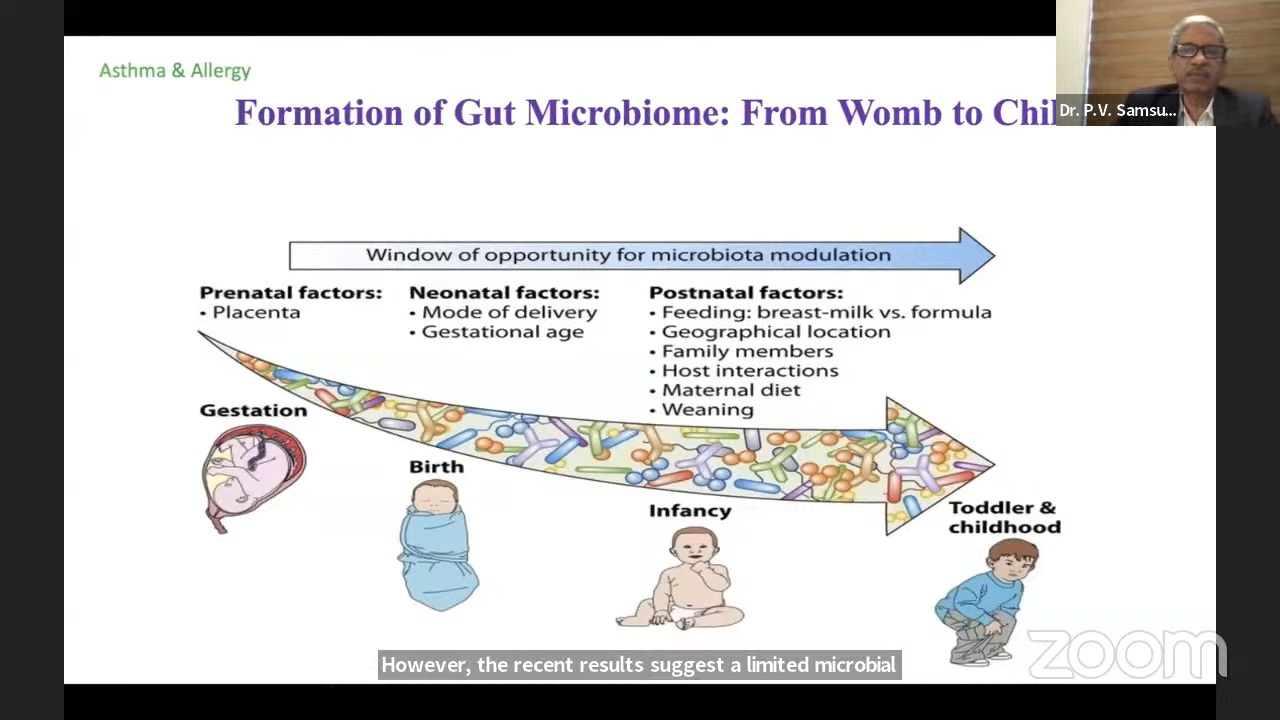 Asthma & Allergy
Formation of Gut Microbiome: From Womb to Chil
Dr. P.V. Samsu...
Window of opportunity for microbiota modulation
Prenatal factors:
• Placenta
Neonatal factors:
• Mode of delivery
• Gestational age
Postnatal factors:
• Feeding: breast-milk vs. formula
• Geographical location
• Family members
• Host interactions
• Maternal diet
• Weaning
Gestation
Birth
Infancy
Toddler &
childhood
However, the recent results suggest a limited microbial
zoom